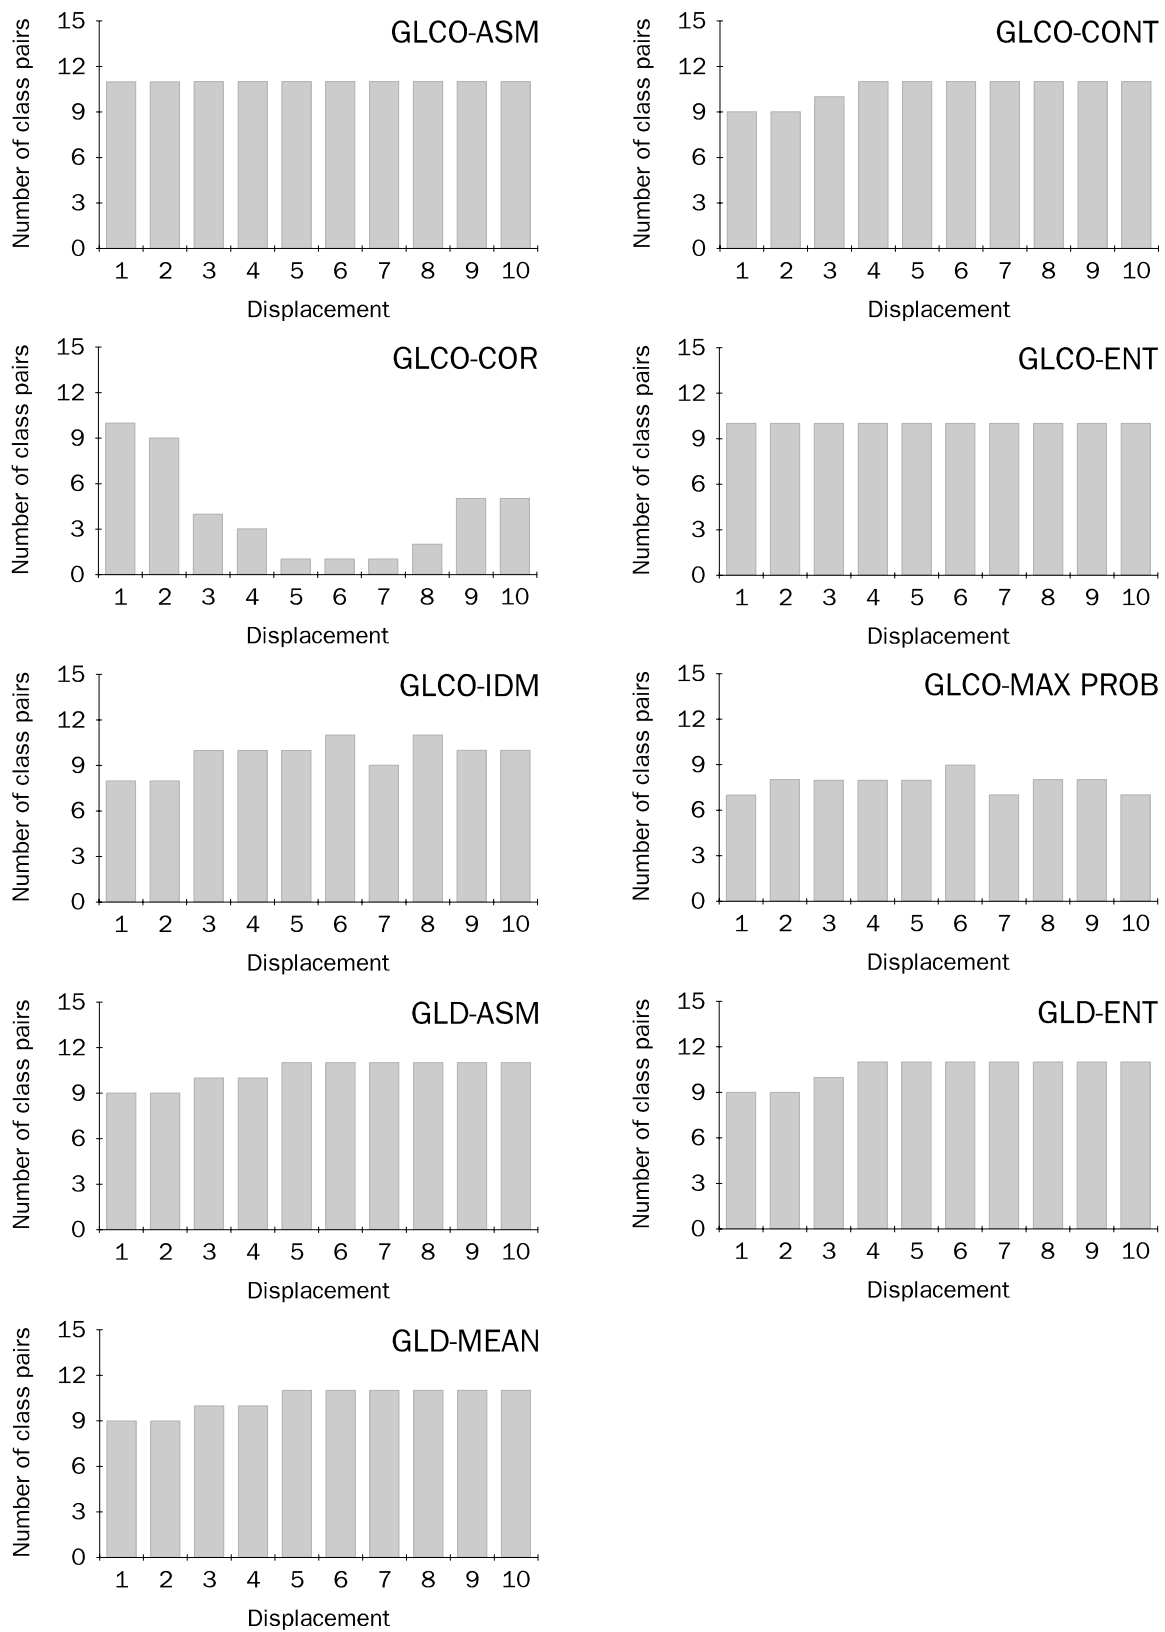 GLCO-ASM
Number of class pairs
15
12
9
6
3
0
1 2 3 4 5 6 7 8 9 10
Displacement
GLCO-CONT
Number of class pairs
15
12
9
6
3
0
1 2 3 4 5 6 7 8 9 10
Displacement
GLCO-COR
Number of class pairs
15
12
9
6
3
0
1 2 3 4 5 6 7 8 9 10
Displacement
GLCO-ENT
Number of class pairs
15
12
9
6
3
0
1 2 3 4 5 6 7 8 9 10
Displacement
GLCO-IDM
Number of class pairs
15
12
9
6
3
0
1 2 3 4 5 6 7 8 9 10
Displacement
GLCO-MAX PROB
Number of class pairs
15
12
9
6
3
0
1 2 3 4 5 6 7 8 9 10
Displacement
GLD-ASM
Number of class pairs
15
12
9
6
3
0
1 2 3 4 5 6 7 8 9 10
Displacement
GLD-ENT
Number of class pairs
15
12
9
6
3
0
1 2 3 4 5 6 7 8 9 10
Displacement
GLD-MEAN
Number of class pairs
15
12
9
6
3
0
1 2 3 4 5 6 7 8 9 10
Displacement